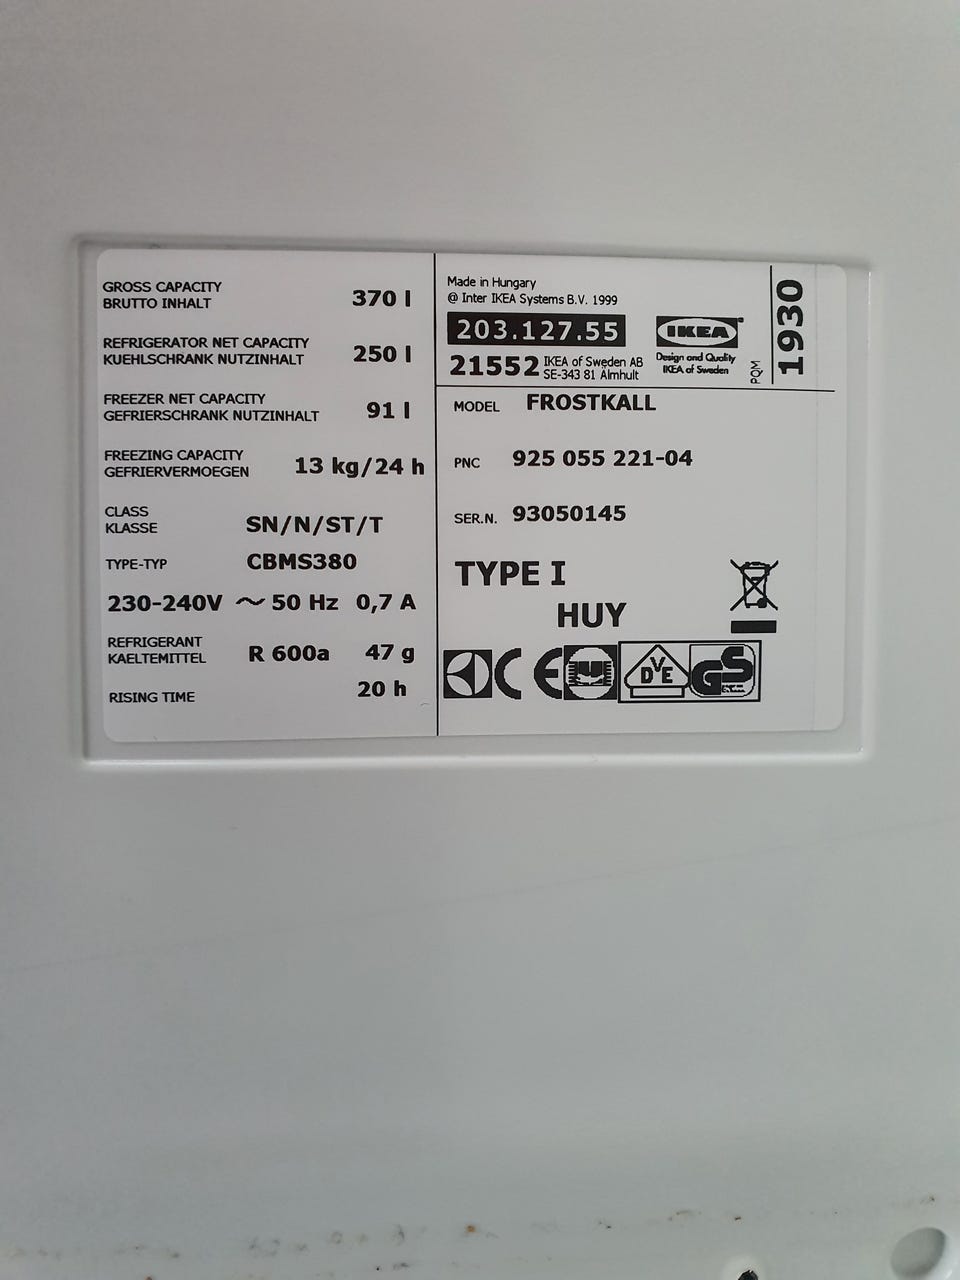 GROSS CAPACITY
BRUTTO INHALT 370 l
REFRIGERATOR NET CAPACITY
KUEHLSCHRANK NUTZINHALT 250 l
FREEZER NET CAPACITY
GEFRIERSCHRANK NUTZINHALT 91 l
FREEZING CAPACITY
GEFRIERVERMOEGEN 13 kg/24 h
CLASS
KLASSE SN/N/ST/T
TYPE-TYP CBMS380
230-240V ~ 50 Hz 0,7 A
REFRIGERANT
KAELTEMITTEL R 600a 47 g
RISING TIME 20 h
Made in Hungary
@ Inter IKEA Systems B.V. 1999
203.127.55
21552 IKEA of Sweden AB
SE-343 81 Älmhult
IKEA
Design and Quality
IKEA of Sweden
PQM
1930
MODEL FROSTKALL
PNC 925 055 221-04
SER.N. 93050145
TYPE I
HUY
CE
DVE
GS